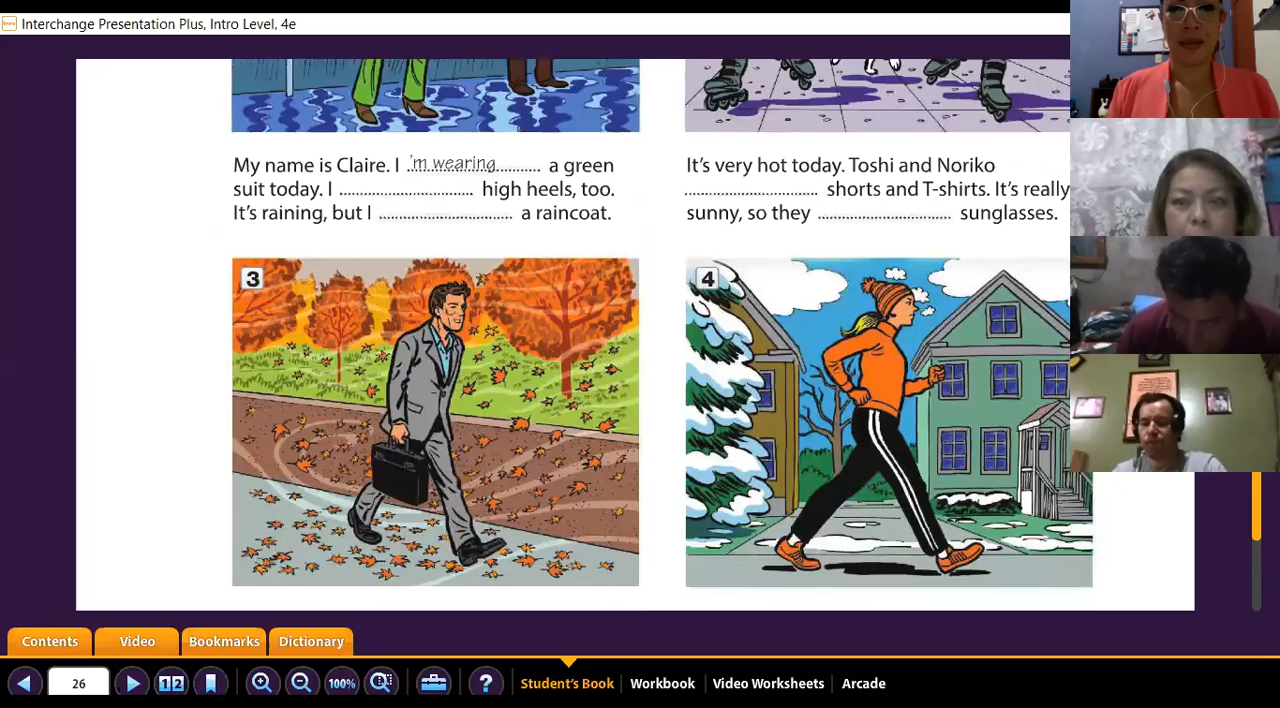 Interchange Presentation Plus, Intro Level, 4e
My name is Claire. I 'm wearing a green
suit today. I ............................ high heels, too.
It's raining, but I ............................ a raincoat.
It's very hot today. Toshi and Noriko
............................ shorts and T-shirts. It's really
sunny, so they ............................ sunglasses.
3
4
Contents Video Bookmarks Dictionary
26 1 2 100% ? Student's Book Workbook Video Worksheets Arcade